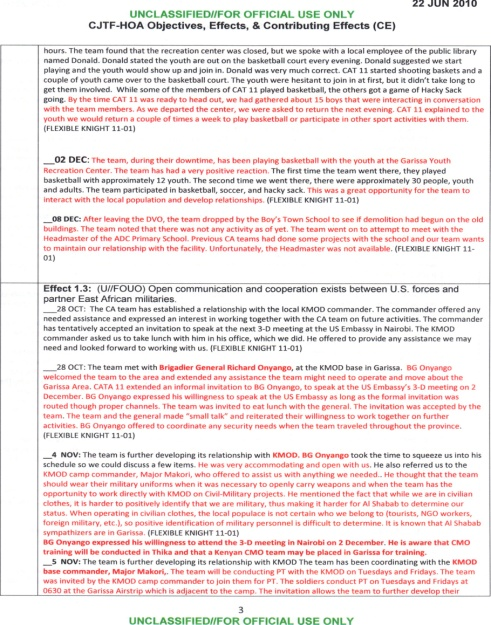 22 JUN 2010
UNCLASSIFIED//FOR OFFICIAL USE ONLY
CJTF-HOA Objectives, Effects, & Contributing Effects (CE)
hours. The team found that the recreation center was closed, but we spoke with a local employee of the public library
named Donald. Donald stated the youth are out on the basketball court every evening. Donald suggested we start
playing and the youth would show up and join in. Donald was very much correct. CAT 11 started shooting baskets and a
couple of youth came over to the basketball court. The youth were hesitant to join in at first, but it didn't take long to
get them involved. While some of the members of CAT 11 played basketball, the others got a game of Hacky Sack
going. By the time CAT 11 was ready to head out, we had gathered about 15 boys that were interacting in conversation
with the team members. As we departed the center, we were asked to return the next evening. CAT 11 explained to the
youth we would return a couple of times a week to play basketball or participate in other sport activities with them.
(FLEXIBLE KNIGHT 11-01)
__02 DEC: The team, during their downtime, has been playing basketball with the youth at the Garissa Youth
Recreation Center. The team has had a very positive reaction. The first time the team went there, they played
basketball with approximately 12 youth. The second time we went there, there were approximately 30 people, youth
and adults. The team participated in basketball, soccer, and hacky sack. This was a great opportunity for the team to
interact with the local population and develop relationships. (FLEXIBLE KNIGHT 11-01)
__08 DEC: After leaving the DVO, the team dropped by the Boy's Town School to see if demolition had begun on the old
buildings. The team noted that there was not any activity as of yet. The team went on to attempt to meet with the
Headmaster of the ADC Primary School. Previous CA teams had done some projects with the school and our team wants
to maintain our relationship with the facility. Unfortunately, the Headmaster was not available. (FLEXIBLE KNIGHT 11-
01)
Effect 1.3: (U//FOUO) Open communication and cooperation exists between U.S. forces and
partner East African militaries.
___28 OCT: The CA team has established a relationship with the local KMOD commander. The commander offered any
needed assistance and expressed an interest in working together with the CA team on future activities. The commander
has tentatively accepted an invitation to speak at the next 3-D meeting at the US Embassy in Nairobi. The KMOD
commander asked us to take lunch with him in his office, which we did. He offered to provide any assistance we may
need and looked forward to working with us. (FLEXIBLE KNIGHT 11-01)
___28 OCT: The team met with Brigadier General Richard Onyango, at the KMOD base in Garissa. BG Onyango
welcomed the team to the area and extended any assistance the team might need to operate and move about the
Garissa Area. CATA 11 extended an informal invitation to BG Onyango, to speak at the US Embassy's 3-D meeting on 2
December. BG Onyango expressed his willingness to speak at the US Embassy as long as the formal invitation was
routed though proper channels. The team was invited to eat lunch with the general. The invitation was accepted by the
team. The team and the general made "small talk" and reiterated their willingness to work together on further
activities. BG Onyango offered to coordinate any security needs when the team traveled throughout the province.
(FLEXIBLE KNIGHT 11-01)
__4 NOV: The team is further developing its relationship with KMOD. BG Onyango took the time to squeeze us into his
schedule so we could discuss a few items. He was very accommodating and open with us. He also referred us to the
KMOD camp commander, Major Makori, who offered to assist us with anything we needed.. He thought that the team
should wear their military uniforms when it was necessary to openly carry weapons and when the team has the
opportunity to work directly with KMOD on Civil-Military projects. He mentioned the fact that while we are in civilian
clothes, it is harder to positively identify that we are military, thus making it harder for Al Shabab to determine our
status. When operating in civilian clothes, the local populace is not certain who we belong to (tourists, NGO workers,
foreign military, etc.), so positive identification of military personnel is difficult to determine. It is known that Al Shabab
sympathizers are in Garissa. (FLEXIBLE KNIGHT 11-01)
BG Onyango expressed his willingness to attend the 3-D meeting in Nairobi on 2 December. He is aware that CMO
training will be conducted in Thika and that a Kenyan CMO team may be placed in Garissa for training.
__5 NOV: The team is further developing its relationship with KMOD The team has been coordinating with the KMOD
base commander, Major Makori,. The team will be conducting PT with the KMOD on Tuesdays and Fridays. The team
was invited by the KMOD camp commander to join them for PT. The soldiers conduct PT on Tuesdays and Fridays at
0630 at the Garissa Airstrip which is adjacent to the camp. The invitation allows the team to further develop their
3
UNCLASSIFIED//FOR OFFICIAL USE ONLY